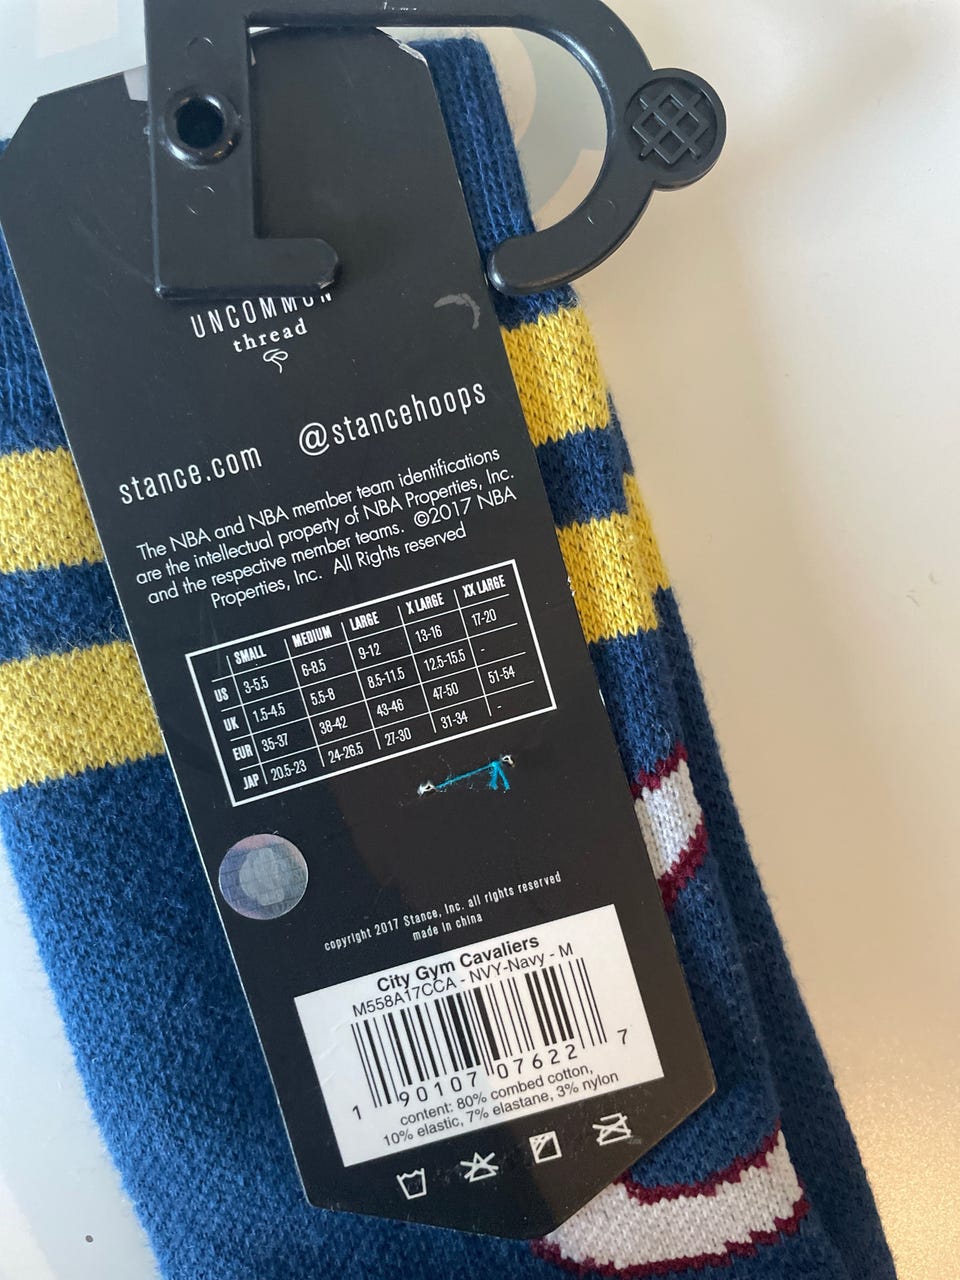 UNCOMMON
thread
stance.com @stancehoops
The NBA and NBA member team identifications
are the intellectual property of NBA Properties, Inc.
and the respective member teams. ©2017 NBA
Properties, Inc. All Rights reserved
SMALL MEDIUM LARGE X LARGE XX LARGE
US 3-5.5 6-8.5 9-12 13-16 17-20
UK 1.5-4.5 5.5-8 8.5-11.5 12.5-15.5 -
EUR 35-37 38-42 43-46 47-50 51-54
JAP 20.5-23 24-26.5 27-30 31-34 -
copyright 2017 Stance, Inc. all rights reserved
made in china
City Gym Cavaliers
M558A17CCA - NVY-Navy - M
1 90107 07622 7
content: 80% combed cotton,
10% elastic, 7% elastane, 3% nylon